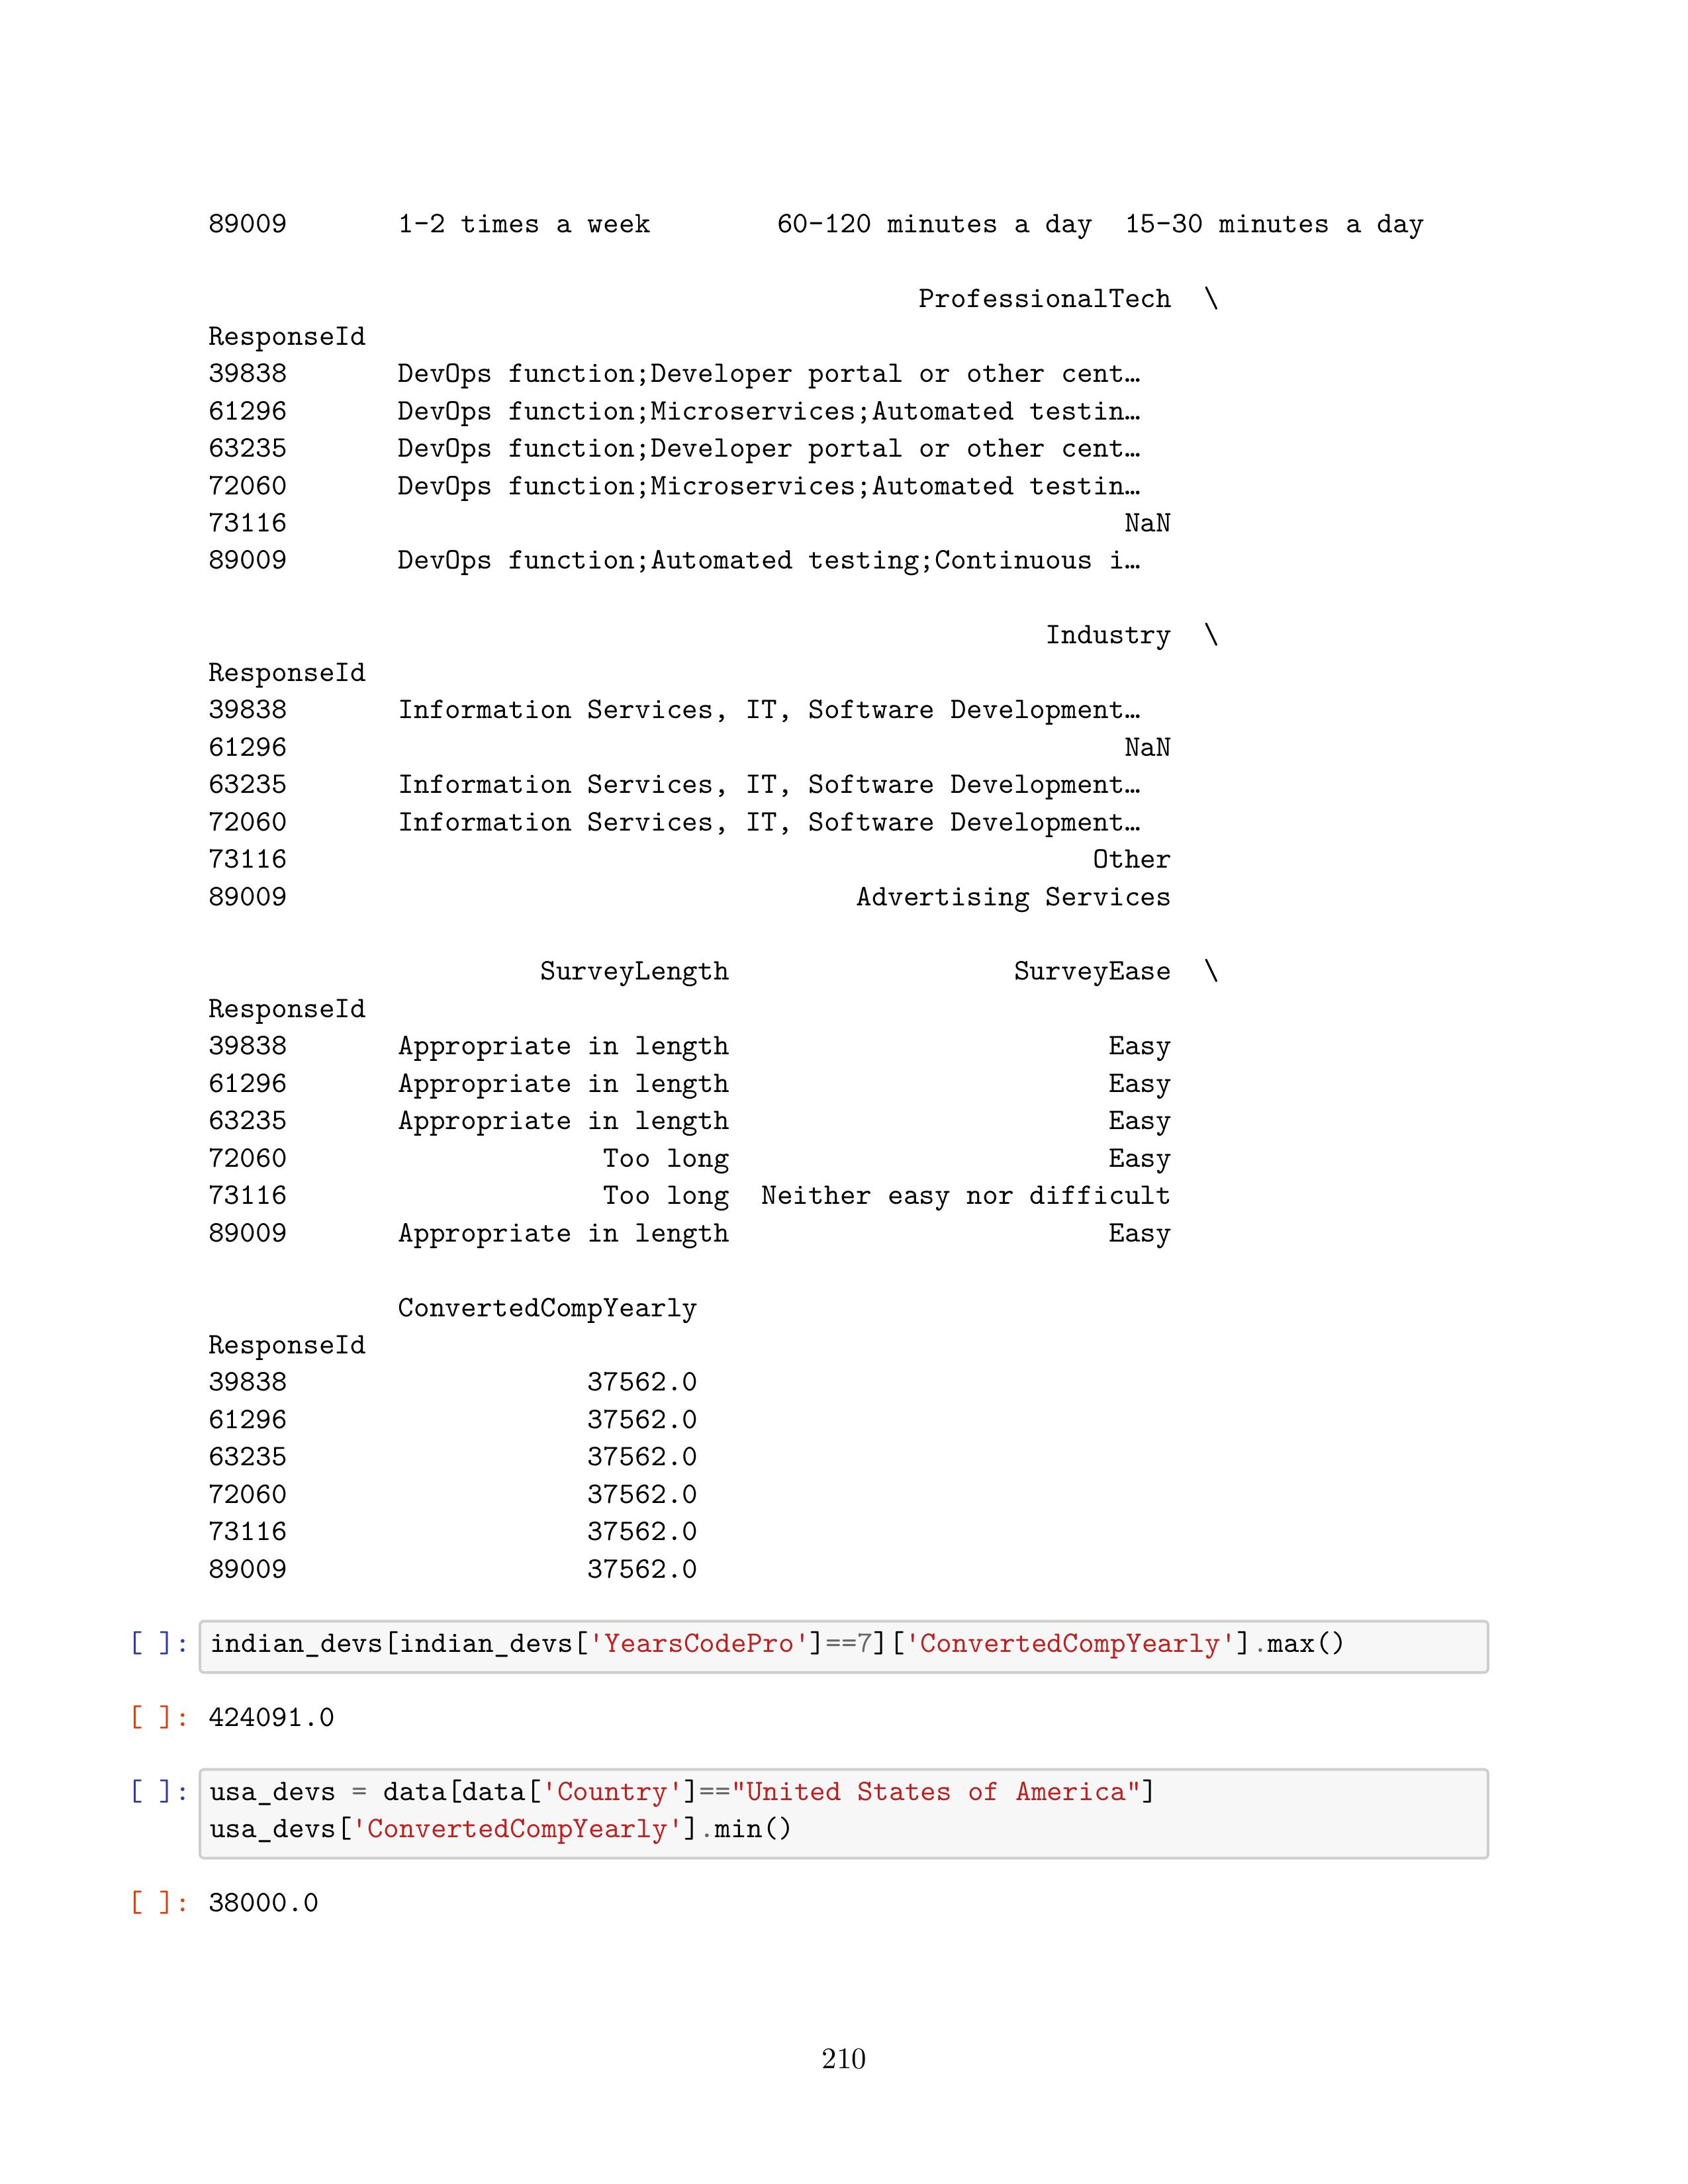 89009       1-2 times a week        60-120 minutes a day  15-30 minutes a day
ProfessionalTech  \
ResponseId
39838       DevOps function;Developer portal or other cent…
61296       DevOps function;Microservices;Automated testin…
63235       DevOps function;Developer portal or other cent…
72060       DevOps function;Microservices;Automated testin…
73116                                                     NaN
89009       DevOps function;Automated testing;Continuous i…
Industry  \
ResponseId
39838       Information Services, IT, Software Development…
61296                                                     NaN
63235       Information Services, IT, Software Development…
72060       Information Services, IT, Software Development…
73116                                                   Other
89009                                    Advertising Services
SurveyLength                  SurveyEase  \
ResponseId
39838       Appropriate in length                        Easy
61296       Appropriate in length                        Easy
63235       Appropriate in length                        Easy
72060                    Too long                        Easy
73116                    Too long  Neither easy nor difficult
89009       Appropriate in length                        Easy
ConvertedCompYearly
ResponseId
39838                   37562.0
61296                   37562.0
63235                   37562.0
72060                   37562.0
73116                   37562.0
89009                   37562.0
[ ]: indian_devs[indian_devs['YearsCodePro']==7]['ConvertedCompYearly'].max()
[ ]: 424091.0
[ ]: usa_devs = data[data['Country']=="United States of America"]
usa_devs['ConvertedCompYearly'].min()
[ ]: 38000.0
210